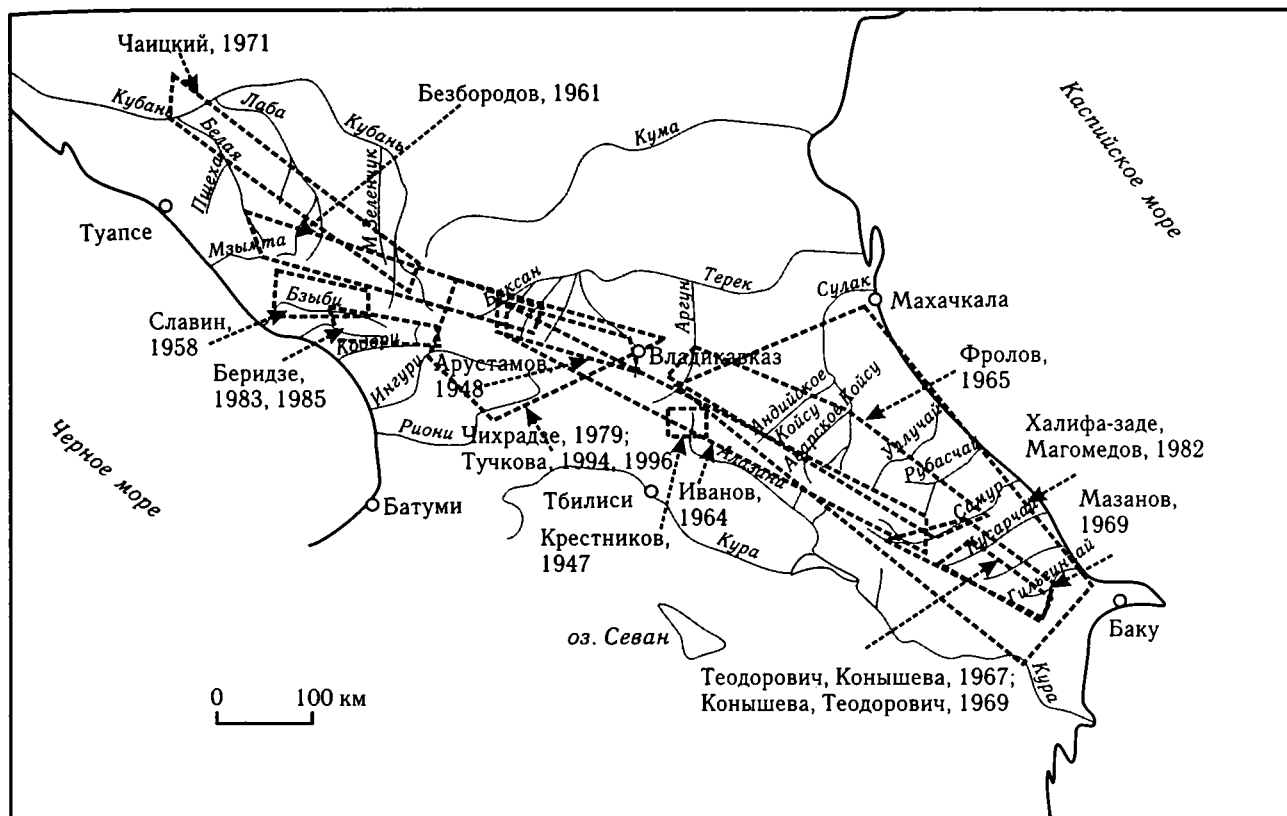 Чаицкий, 1971
Безбородов, 1961
Кубань
Лаба
Белая
Кубань
Пшеха
М.Зеленчук
Кума
Каспийское море
Туапсе
Мзымта
Бзыбь
Баксан
Терек
Аргун
Сулак
Махачкала
Славин,
1958
Кодори
Беридзе,
1983, 1985
Ингури
Арустамов,
1948
Владикавказ
Андийское
Койсу
Аварское Койсу
Фролов,
1965
Черное море
Риони
Чихрадзе, 1979;
Тучкова, 1994, 1996
Алазани
Уллучай
Рубасчай
Халифа-заде,
Магомедов, 1982
Батуми
Тбилиси
Иванов,
1964
Самур
Кусарчай
Мазанов,
1969
Крестников,
1947
Кура
Гильгинчай
Баку
оз. Севан
Теодорович, Конышева, 1967;
Конышева, Теодорович, 1969
Кура
0 100 км